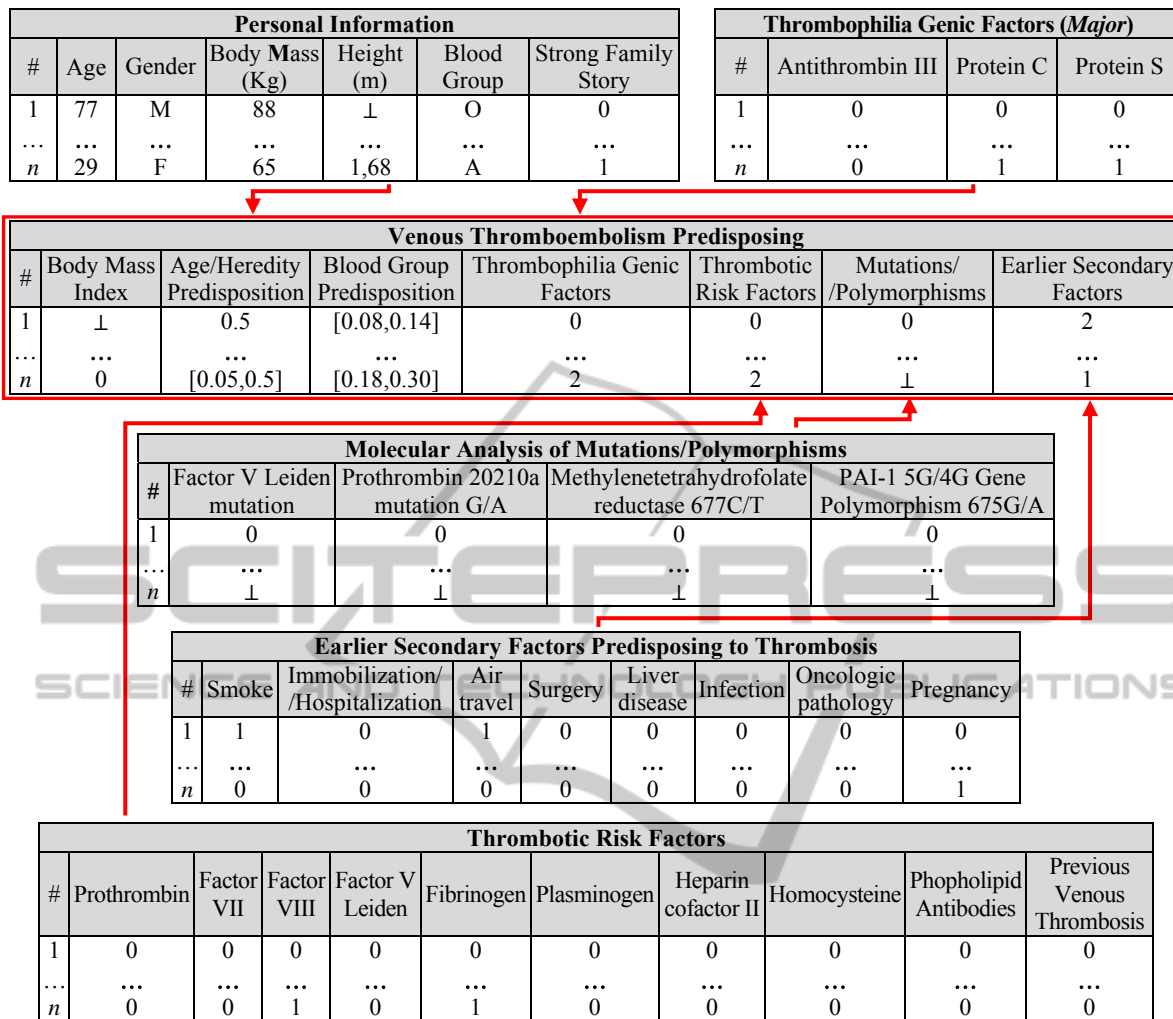 Personal Information
# Age Gender Body Mass (Kg) Height (m) Blood Group Strong Family Story
1 77 M 88 ⊥ O 0
… … … … … … …
n 29 F 65 1,68 A 1
Thrombophilia Genic Factors (Major)
# Antithrombin III Protein C Protein S
1 0 0 0
… … … …
n 0 1 1
Venous Thromboembolism Predisposing
# Body Mass Index Age/Heredity Predisposition Blood Group Predisposition Thrombophilia Genic Factors Thrombotic Risk Factors Mutations/ /Polymorphisms Earlier Secondary Factors
1 ⊥ 0.5 [0.08,0.14] 0 0 0 2
… … … … … … … …
n 0 [0.05,0.5] [0.18,0.30] 2 2 ⊥ 1
Molecular Analysis of Mutations/Polymorphisms
# Factor V Leiden mutation Prothrombin 20210a mutation G/A Methylenetetrahydrofolate reductase 677C/T PAI-1 5G/4G Gene Polymorphism 675G/A
1 0 0 0 0
… … … … …
n ⊥ ⊥ ⊥ ⊥
SCITEPRESS
SCIENCE AND TECHNOLOGY PUBLICATIONS
Earlier Secondary Factors Predisposing to Thrombosis
# Smoke Immobilization/ /Hospitalization Air travel Surgery Liver disease Infection Oncologic pathology Pregnancy
1 1 0 1 0 0 0 0 0
… … … … … … … … …
n 0 0 0 0 0 0 0 1
Thrombotic Risk Factors
# Prothrombin Factor VII Factor VIII Factor V Leiden Fibrinogen Plasminogen Heparin cofactor II Homocysteine Phopholipid Antibodies Previous Venous Thrombosis
1 0 0 0 0 0 0 0 0 0 0
… … … … … … … … … … …
n 0 0 1 0 1 0 0 0 0 0